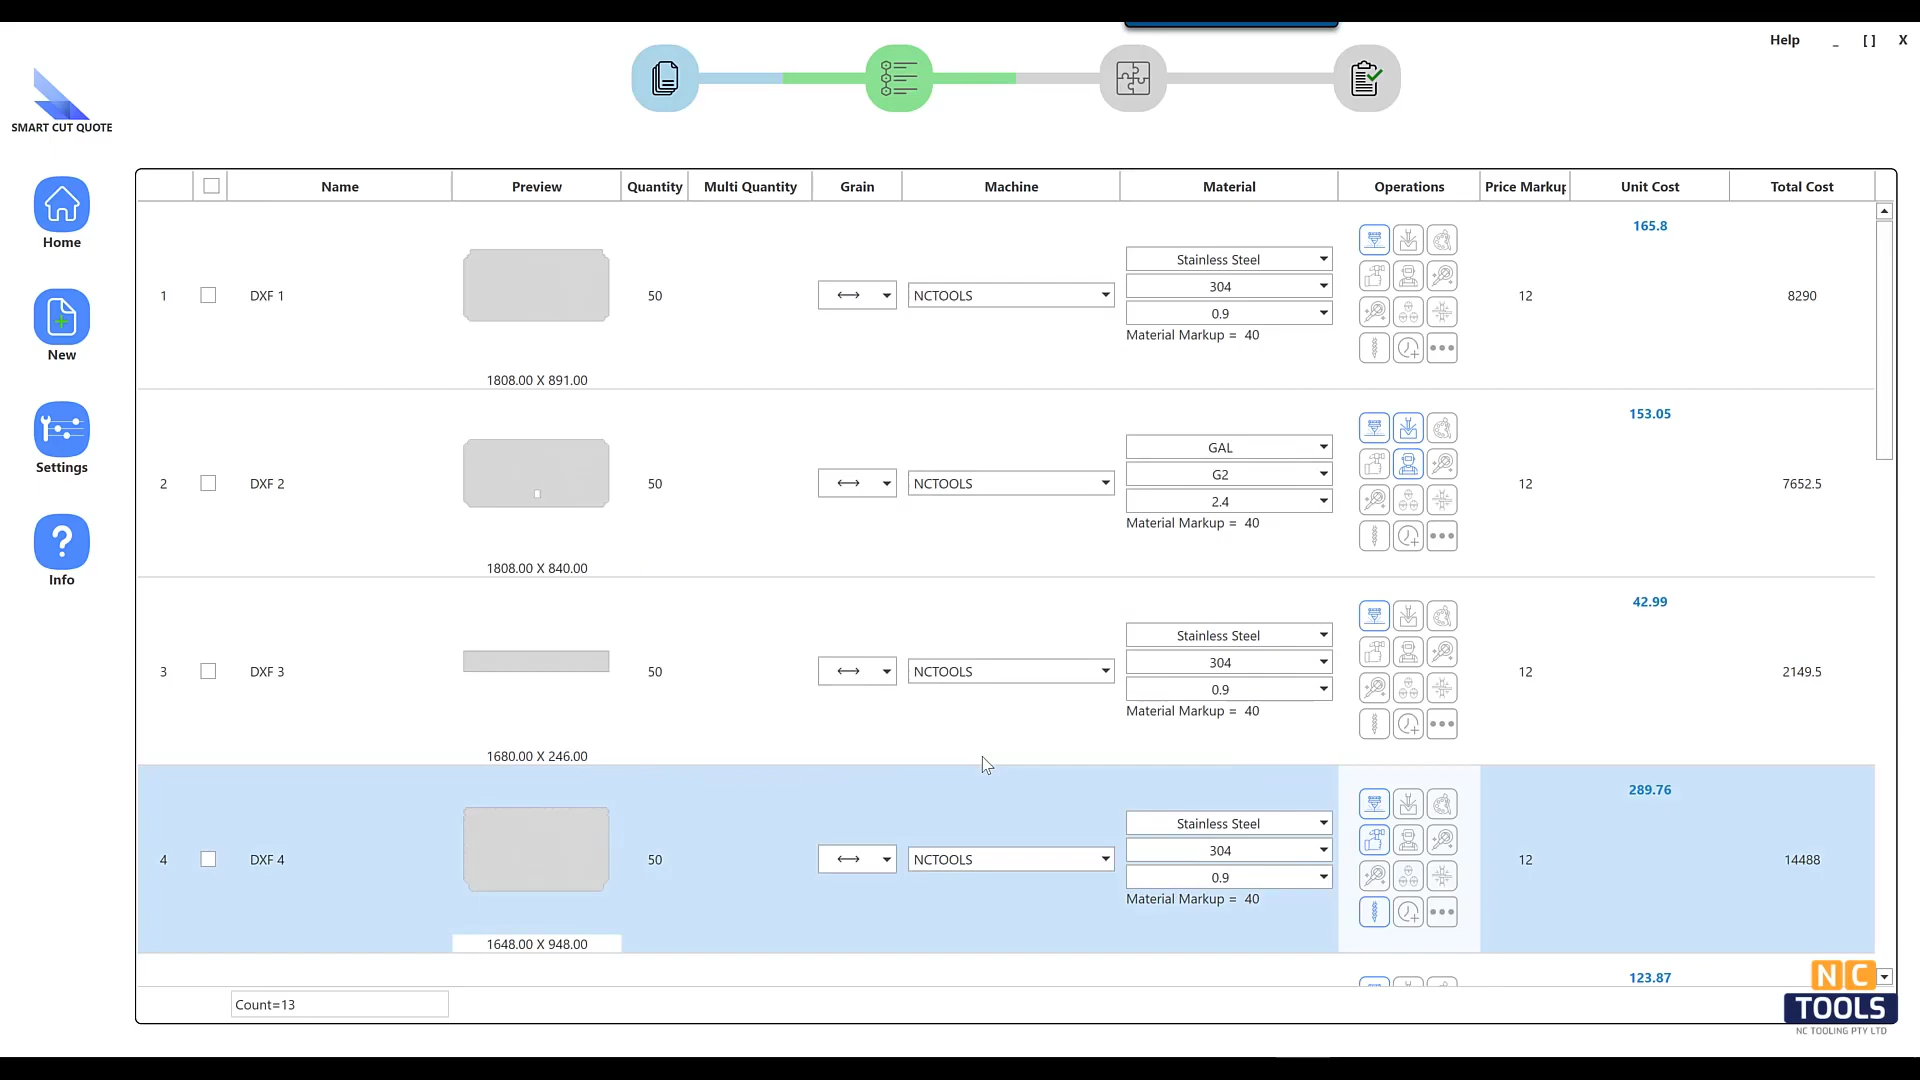 Help _ [ ] X
SMART CUT QUOTE
Home
New
Settings
Info
Name Preview Quantity Multi Quantity Grain Machine Material Operations Price Markup Unit Cost Total Cost
1 DXF 1 1808.00 X 891.00 50 NCTOOLS
Stainless Steel
304
0.9
Material Markup = 40
12 165.8 8290
2 DXF 2 1808.00 X 840.00 50 NCTOOLS
GAL
G2
2.4
Material Markup = 40
12 153.05 7652.5
3 DXF 3 1680.00 X 246.00 50 NCTOOLS
Stainless Steel
304
0.9
Material Markup = 40
12 42.99 2149.5
4 DXF 4 1648.00 X 948.00 50 NCTOOLS
Stainless Steel
304
0.9
Material Markup = 40
12 289.76 14488
123.87
Count=13
NC
TOOLS
NC TOOLING PTY LTD